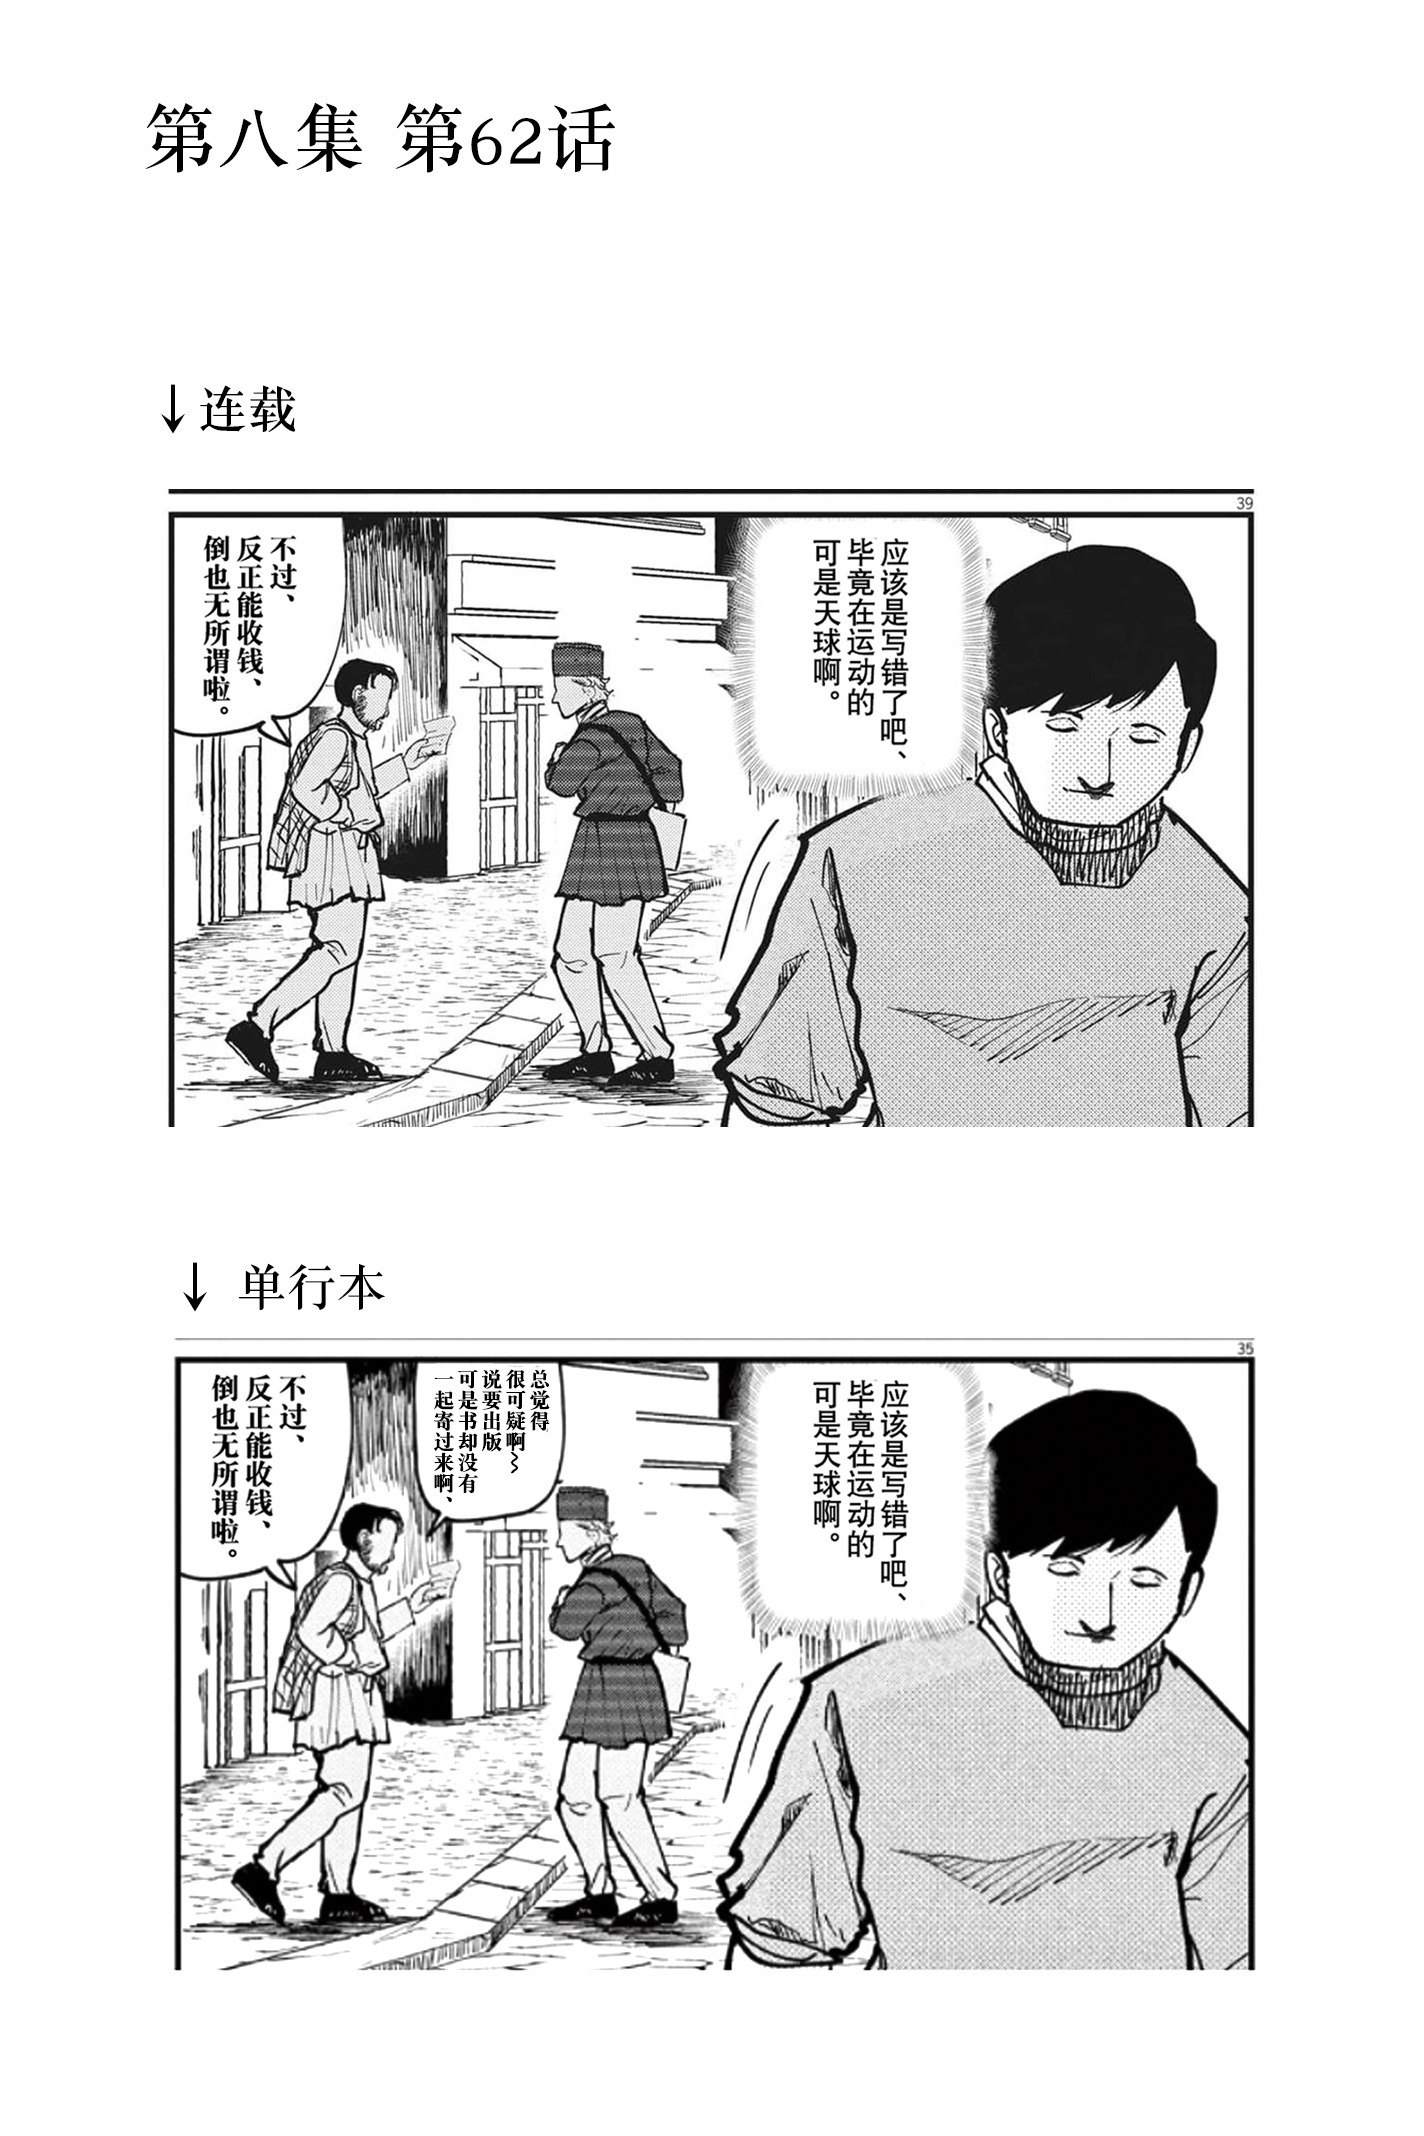 第八集 第62话
↓连载
39
应该是写错了吧、
毕竟在运动的
可是天球啊。
不过、
反正能收钱、
倒也无所谓啦。
↓ 单行本
35
应该是写错了吧、
毕竟在运动的
可是天球啊。
总觉得
很可疑啊~
说要出版
可是书却没有
一起寄过来啊、
不过、
反正能收钱、
倒也无所谓啦。